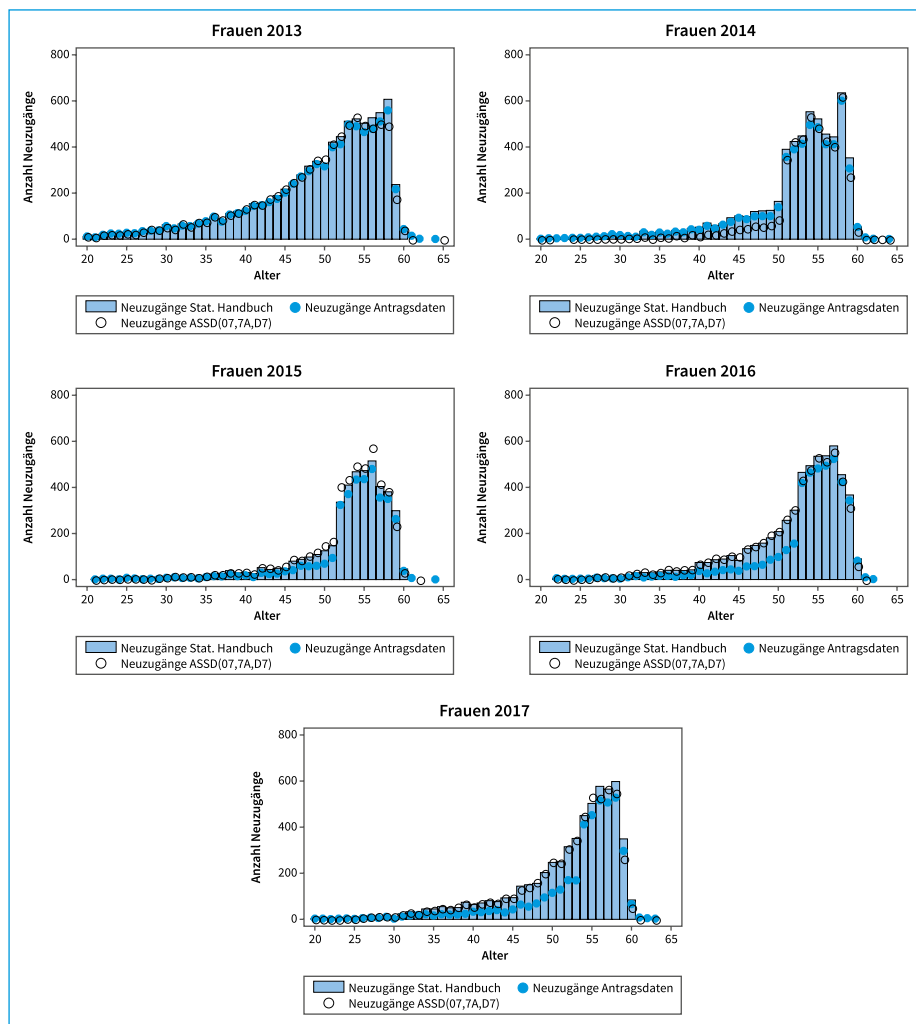 Frauen 2013
Frauen 2014
Anzahl Neuzugänge
800
600
400
200
0
20 25 30 35 40 45 50 55 60 65
Alter
Neuzugänge Stat. Handbuch Neuzugänge Antragsdaten
Neuzugänge ASSD(07,7A,D7)
Anzahl Neuzugänge
800
600
400
200
0
20 25 30 35 40 45 50 55 60 65
Alter
Neuzugänge Stat. Handbuch Neuzugänge Antragsdaten
Neuzugänge ASSD(07,7A,D7)
Frauen 2015
Frauen 2016
Anzahl Neuzugänge
800
600
400
200
0
20 25 30 35 40 45 50 55 60 65
Alter
Neuzugänge Stat. Handbuch Neuzugänge Antragsdaten
Neuzugänge ASSD(07,7A,D7)
Anzahl Neuzugänge
800
600
400
200
0
20 25 30 35 40 45 50 55 60 65
Alter
Neuzugänge Stat. Handbuch Neuzugänge Antragsdaten
Neuzugänge ASSD(07,7A,D7)
Frauen 2017
Anzahl Neuzugänge
800
600
400
200
0
20 25 30 35 40 45 50 55 60 65
Alter
Neuzugänge Stat. Handbuch Neuzugänge Antragsdaten
Neuzugänge ASSD(07,7A,D7)